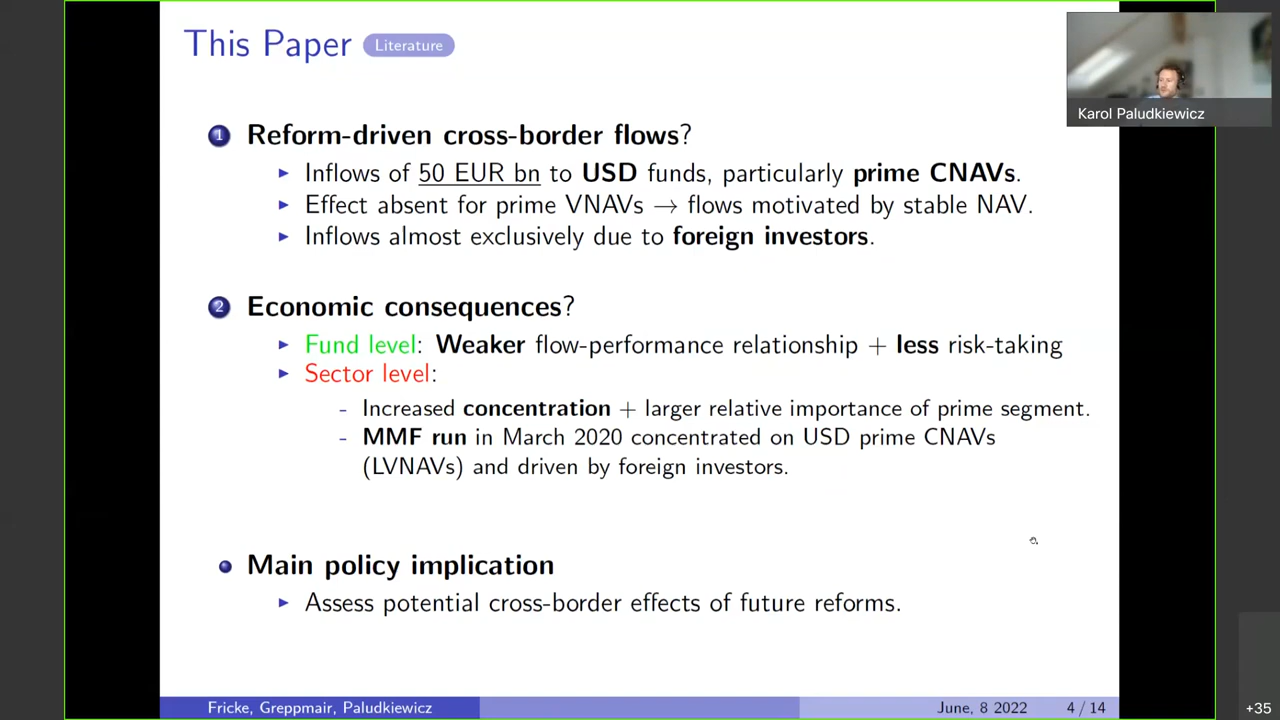 This Paper Literature
Karol Paludkiewicz
1 Reform-driven cross-border flows?
▶ Inflows of 50 EUR bn to USD funds, particularly prime CNAVs.
▶ Effect absent for prime VNAVs → flows motivated by stable NAV.
▶ Inflows almost exclusively due to foreign investors.
2 Economic consequences?
▶ Fund level: Weaker flow-performance relationship + less risk-taking
▶ Sector level:
- Increased concentration + larger relative importance of prime segment.
- MMF run in March 2020 concentrated on USD prime CNAVs
(LVNAVs) and driven by foreign investors.
Main policy implication
▶ Assess potential cross-border effects of future reforms.
Fricke, Greppmair, Paludkiewicz June, 8 2022 4 / 14
+35